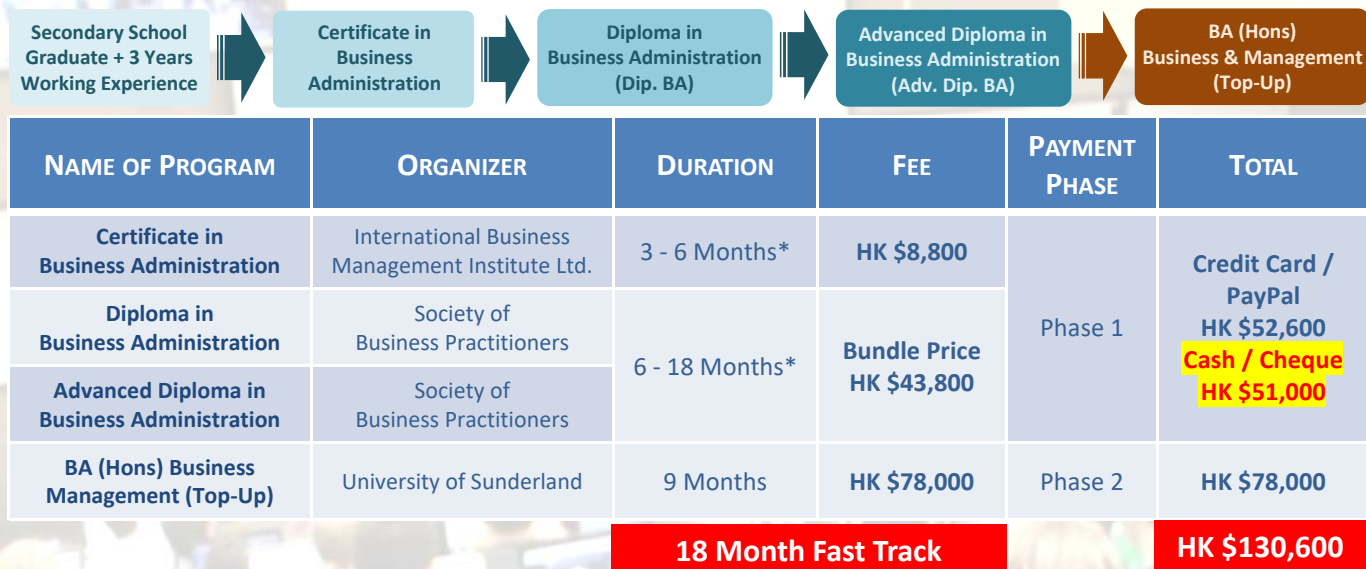 Secondary School
Graduate + 3 Years
Working Experience
Certificate in
Business
Administration
Diploma in
Business Administration
(Dip. BA)
Advanced Diploma in
Business Administration
(Adv. Dip. BA)
BA (Hons)
Business & Management
(Top-Up)
NAME OF PROGRAM
ORGANIZER
DURATION
FEE
PAYMENT
PHASE
TOTAL
Certificate in
Business Administration
International Business
Management Institute Ltd.
3 - 6 Months*
HK $8,800
Phase 1
Credit Card /
PayPal
HK $52,600
Cash / Cheque
HK $51,000
Diploma in
Business Administration
Society of
Business Practitioners
6 - 18 Months*
Bundle Price
HK $43,800
Advanced Diploma in
Business Administration
Society of
Business Practitioners
BA (Hons) Business
Management (Top-Up)
University of Sunderland
9 Months
HK $78,000
Phase 2
HK $78,000
18 Month Fast Track
HK $130,600